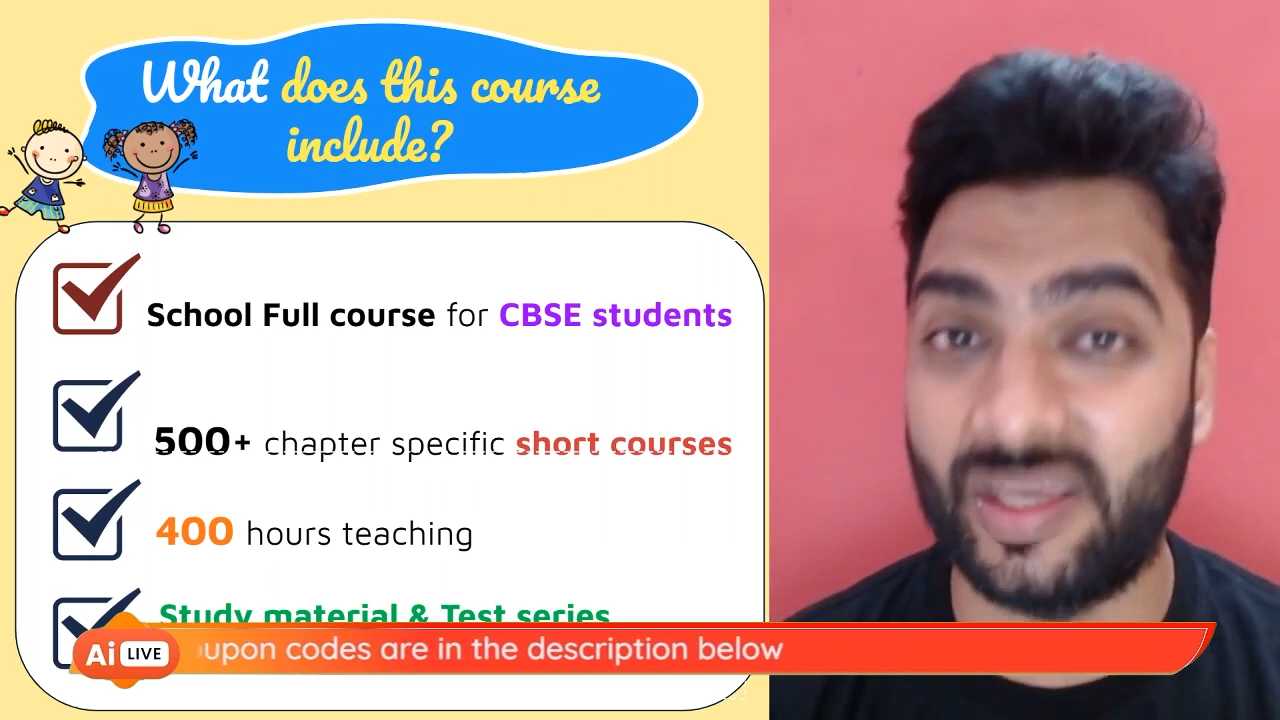 What does this course
include?
School Full course for CBSE students
500+ chapter specific short courses
400 hours teaching
Study material & Test series
Ai LIVE
oupon codes are in the description below